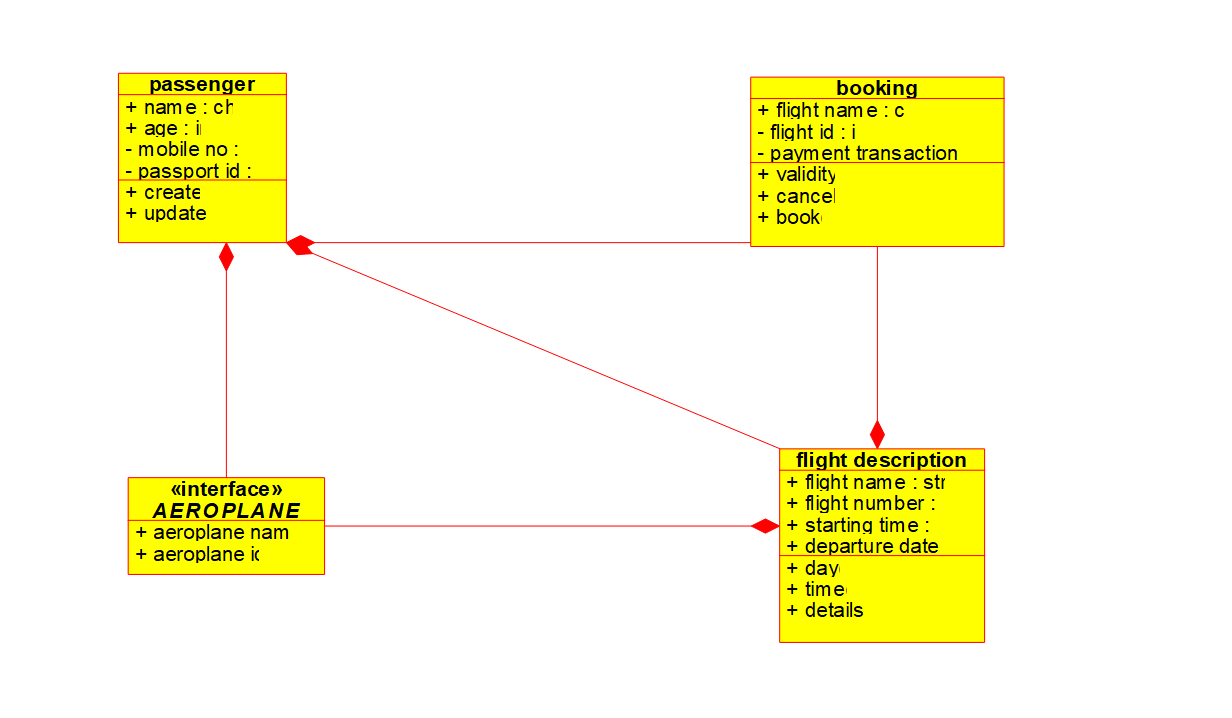 passenger
+ name : ch
+ age : i
- mobile no :
- passport id :
+ create
+ update
booking
+ flight name : c
- flight id : i
- payment transaction
+ validity
+ cancel
+ book
«interface»
AEROPLANE
+ aeroplane nam
+ aeroplane ic
flight description
+ flight name : str
+ flight number :
+ starting time :
+ departure date
+ day
+ time
+ details